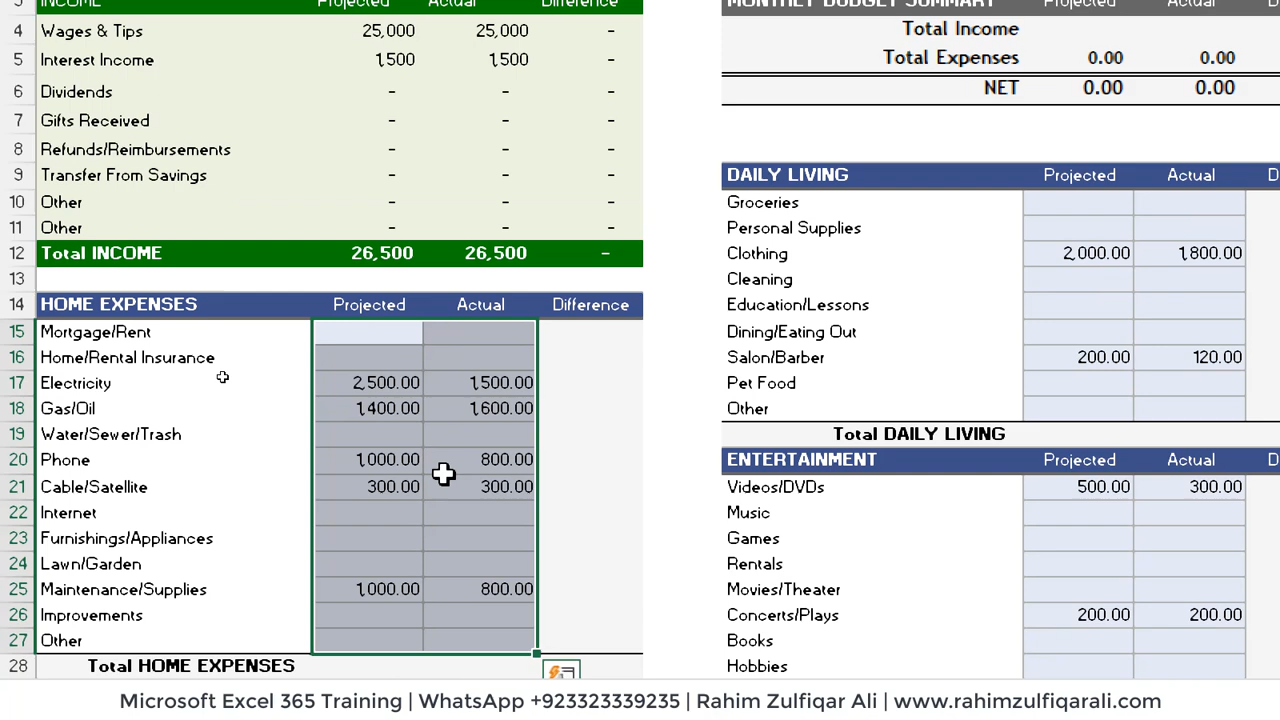 3 INCOME Projected Actual Difference
4 Wages & Tips 25,000 25,000 -
5 Interest Income 1,500 1,500 -
6 Dividends - - -
7 Gifts Received - - -
8 Refunds/Reimbursements - - -
9 Transfer From Savings - - -
10 Other - - -
11 Other - - -
12 Total INCOME 26,500 26,500 -
13
14 HOME EXPENSES Projected Actual Difference
15 Mortgage/Rent
16 Home/Rental Insurance
17 Electricity 2,500.00 1,500.00
18 Gas/Oil 1,400.00 1,600.00
19 Water/Sewer/Trash
20 Phone 1,000.00 800.00
21 Cable/Satellite 300.00 300.00
22 Internet
23 Furnishings/Appliances
24 Lawn/Garden
25 Maintenance/Supplies 1,000.00 800.00
26 Improvements
27 Other
28 Total HOME EXPENSES
MONTHLY BUDGET SUMMARY Projected Actual D
Total Income
Total Expenses 0.00 0.00
NET 0.00 0.00
DAILY LIVING Projected Actual D
Groceries
Personal Supplies
Clothing 2,000.00 1,800.00
Cleaning
Education/Lessons
Dining/Eating Out
Salon/Barber 200.00 120.00
Pet Food
Other
Total DAILY LIVING
ENTERTAINMENT Projected Actual D
Videos/DVDs 500.00 300.00
Music
Games
Rentals
Movies/Theater
Concerts/Plays 200.00 200.00
Books
Hobbies
Microsoft Excel 365 Training | WhatsApp +923323339235 | Rahim Zulfiqar Ali | www.rahimzulfiqarali.com